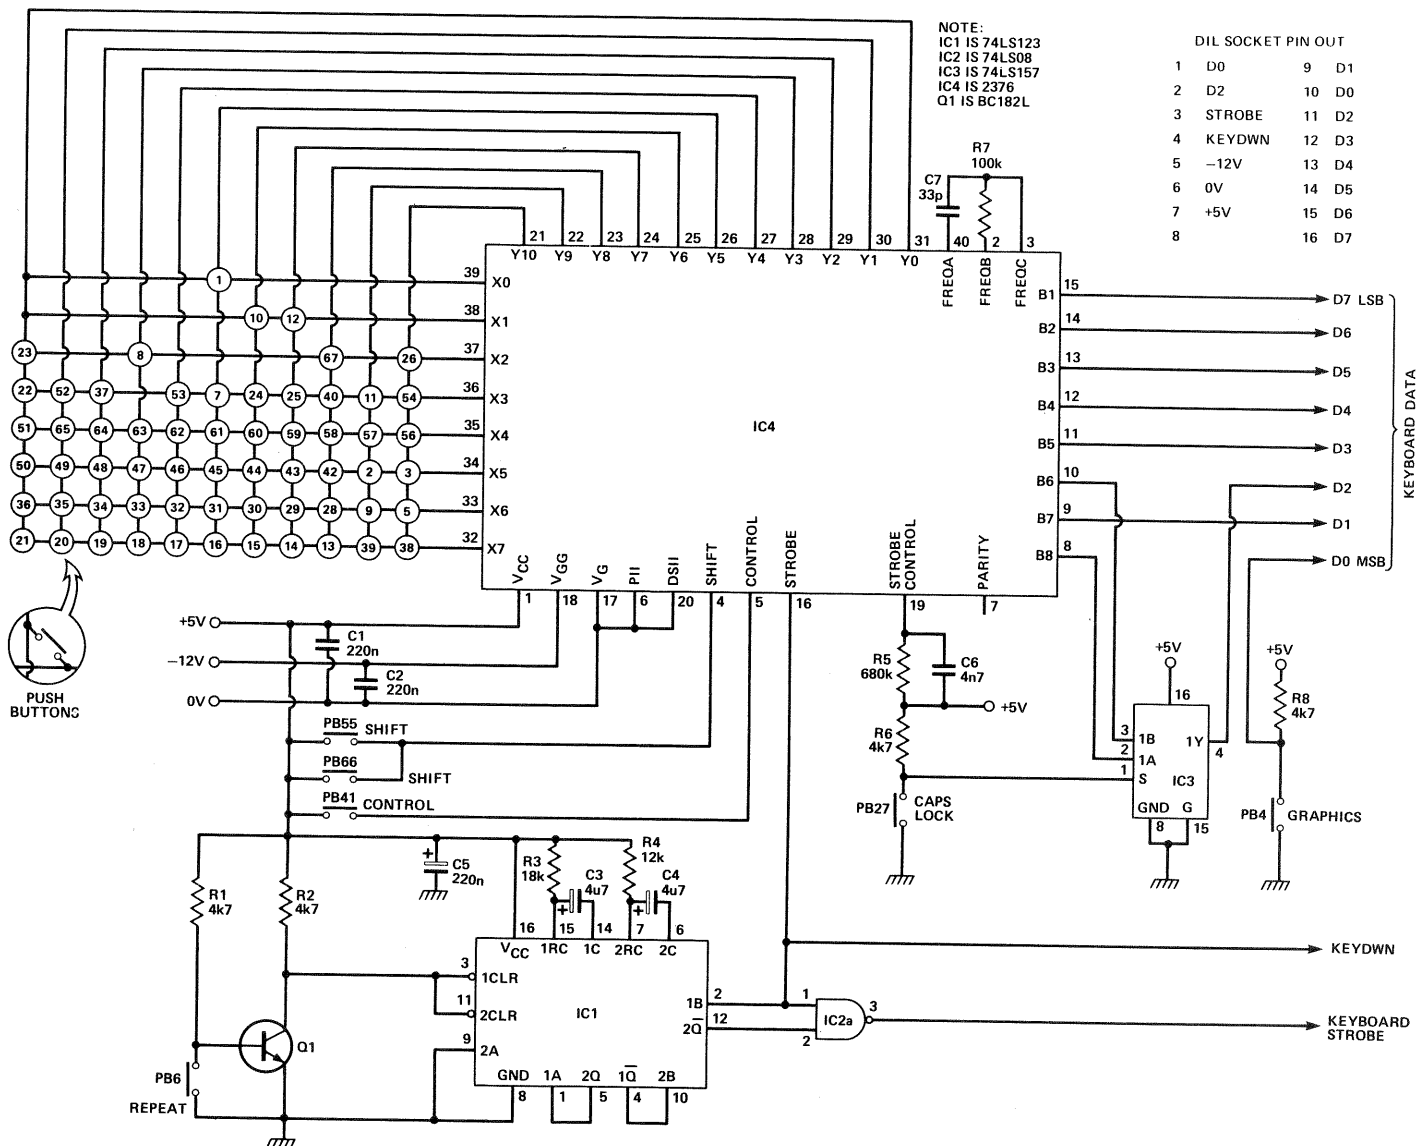 NOTE:
IC1 IS 74LS123
IC2 IS 74LS08
IC3 IS 74LS157
IC4 IS 2376
Q1 IS BC182L
DIL SOCKET PIN OUT
1 D0 9 D1
2 D2 10 D0
3 STROBE 11 D2
4 KEYDWN 12 D3
5 −12V 13 D4
6 0V 14 D5
7 +5V 15 D6
8 16 D7
R7
100k
C7
33p
21 22 23 24 25 26 27 28 29 30 31 40 2 3
Y10 Y9 Y8 Y7 Y6 Y5 Y4 Y3 Y2 Y1 Y0 FREQA FREQB FREQC
1 39 X0
10 12 38 X1
23 8 67 26 37 X2
22 52 37 53 7 24 25 40 11 54 36 X3
51 65 64 63 62 61 60 59 58 57 56 35 X4
50 49 48 47 46 45 44 43 42 2 3 34 X5
36 35 34 33 32 31 30 29 28 9 5 33 X6
21 20 19 18 17 16 15 14 13 39 38 32 X7
IC4
B1 15 D7 LSB
B2 14 D6
B3 13 D5
B4 12 D4
B5 11 D3
B6 10 D2
B7 9 D1
B8 8 D0 MSB
KEYBOARD DATA
VCC VGG VG PII DSII SHIFT CONTROL STROBE STROBE CONTROL PARITY
1 18 17 6 20 4 5 16 19 7
PUSH
BUTTONS
+5V
−12V
0V
C1
220n
C2
220n
PB55 SHIFT
PB66 SHIFT
PB41 CONTROL
R5
680k
C6
4n7
+5V
R6
4k7
PB27 CAPS
LOCK
+5V
16
3 1B 1Y 4
2 1A
1 S IC3
GND G
8 15
+5V
R8
4k7
PB4 GRAPHICS
R1
4k7
R2
4k7
C5
220n
+
R3
18k
C3
4u7
+
R4
12k
C4
4u7
+
16 15 14 7 6
VCC 1RC 1C 2RC 2C
3 1CLR
11 2CLR
9 2A
IC1
1B 2
2Q̅ 12
GND 1A 2Q 1Q̅ 2B
8 1 5 4 10
1
2
IC2a
3
KEYDWN
KEYBOARD
STROBE
Q1
PB6
REPEAT